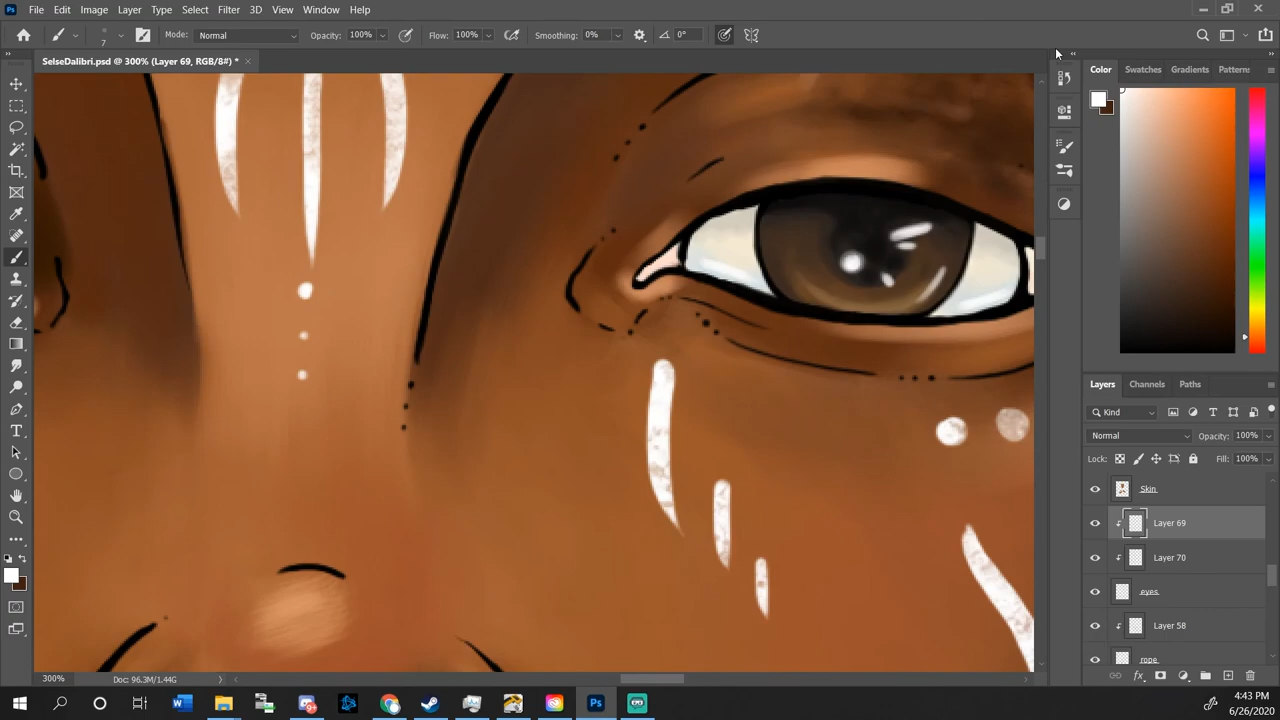 File Edit Image Layer Type Select Filter 3D View Window Help
7 Mode: Normal Opacity: 100% Flow: 100% Smoothing: 0% 0°
SelseDalibri.psd @ 300% (Layer 69, RGB/8#) *
Color Swatches Gradients Patterns
Layers Channels Paths
Kind
Normal Opacity: 100%
Lock: Fill: 100%
Skin
Layer 69
Layer 70
eyes
Layer 58
rope
300% Doc: 96.3M/1.44G
4:43 PM
6/26/2020